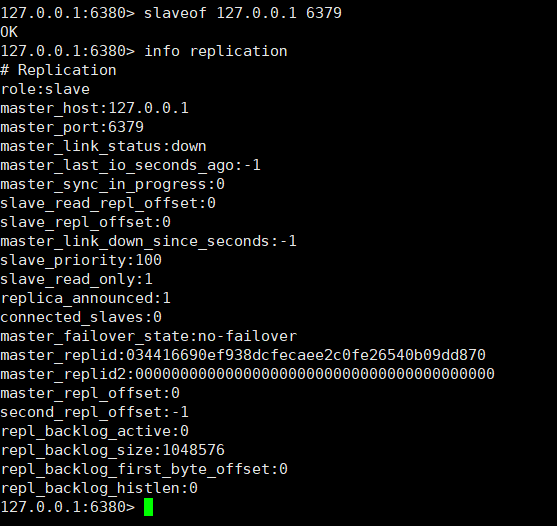 127.0.0.1:6380> slaveof 127.0.0.1 6379
OK
127.0.0.1:6380> info replication
# Replication
role:slave
master_host:127.0.0.1
master_port:6379
master_link_status:down
master_last_io_seconds_ago:-1
master_sync_in_progress:0
slave_read_repl_offset:0
slave_repl_offset:0
master_link_down_since_seconds:-1
slave_priority:100
slave_read_only:1
replica_announced:1
connected_slaves:0
master_failover_state:no-failover
master_replid:034416690ef938dcfecaee2c0fe26540b09dd870
master_replid2:0000000000000000000000000000000000000000
master_repl_offset:0
second_repl_offset:-1
repl_backlog_active:0
repl_backlog_size:1048576
repl_backlog_first_byte_offset:0
repl_backlog_histlen:0
127.0.0.1:6380>